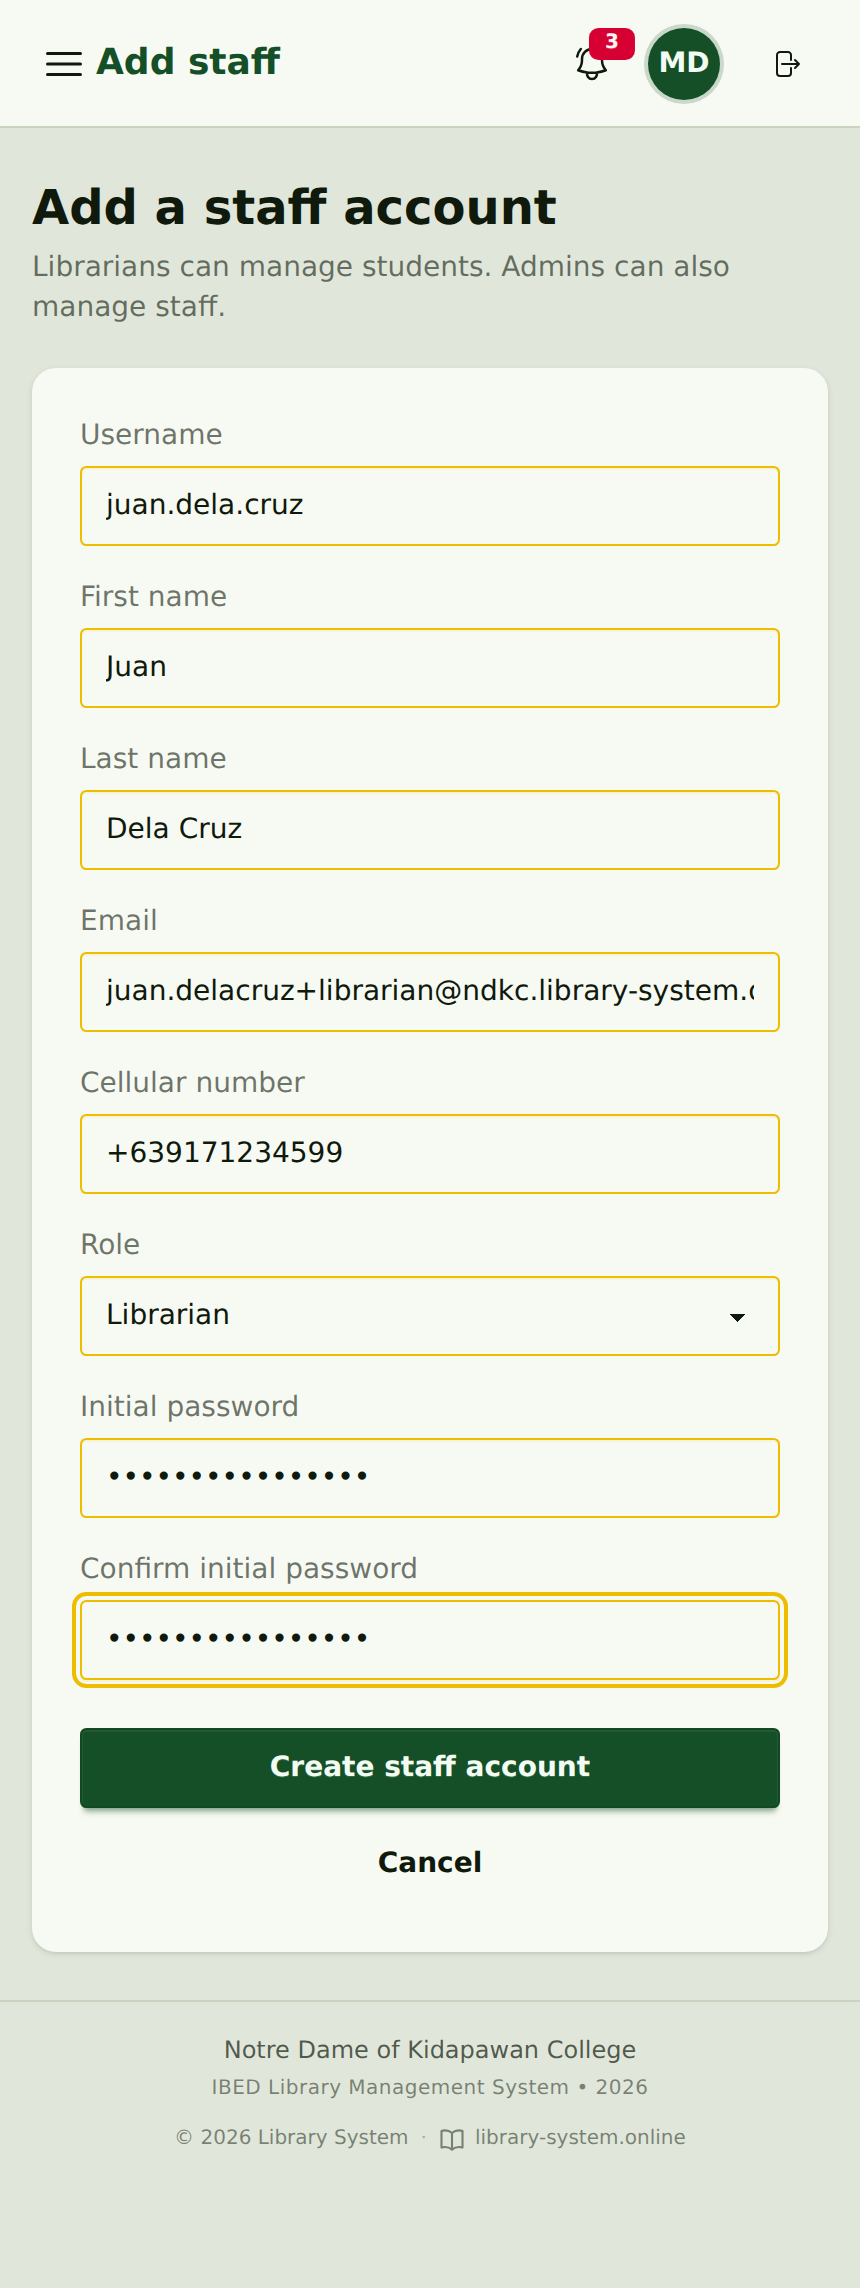 Add staff
3
MD
Add a staff account
Librarians can manage students. Admins can also
manage staff.
Username
juan.dela.cruz
First name
Juan
Last name
Dela Cruz
Email
juan.delacruz+librarian@ndkc.library-system.
Cellular number
+639171234599
Role
Librarian
Initial password
••••••••••••••••
Confirm initial password
••••••••••••••••
Create staff account
Cancel
Notre Dame of Kidapawan College
IBED Library Management System • 2026
© 2026 Library System · library-system.online